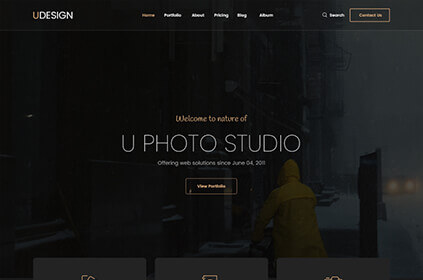 UDESIGN
Home Portfolio About Pricing Blog Album
Search Contact Us
Welcome to nature of
U PHOTO STUDIO
Offering web solutions since June 04, 2011
View Portfolio